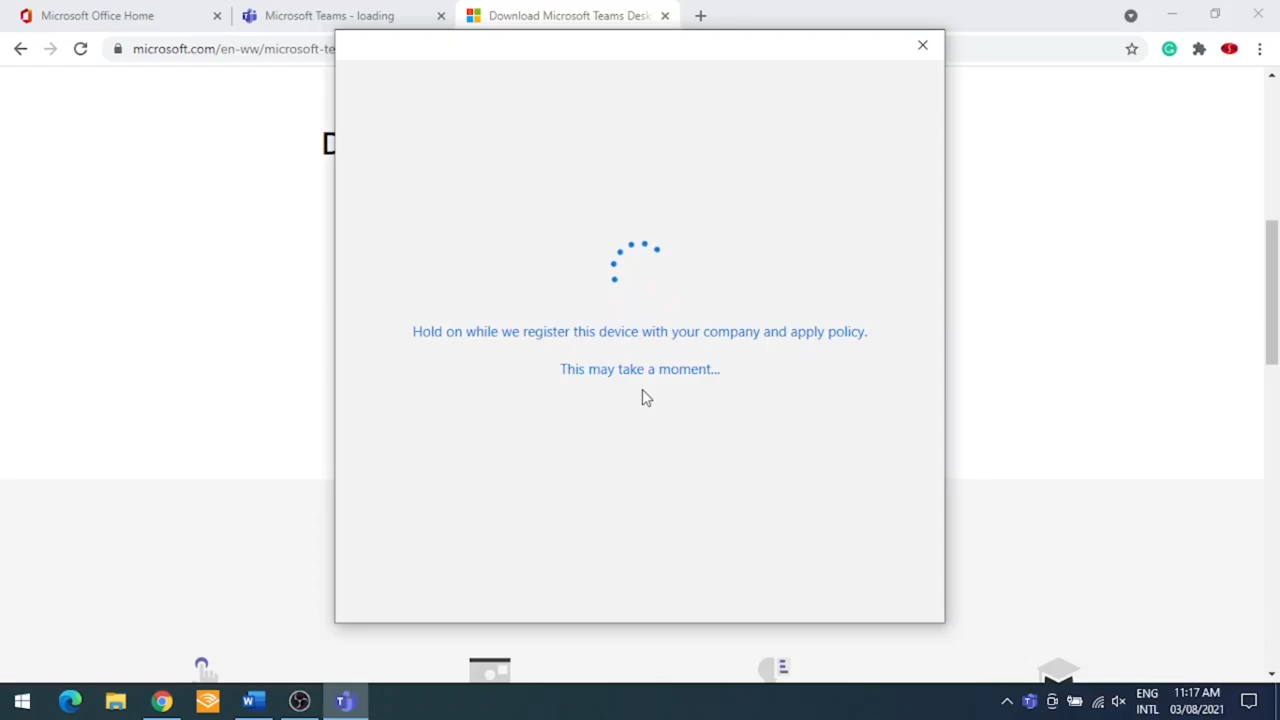 Microsoft Office Home
Microsoft Teams - loading
Download Microsoft Teams Desk
microsoft.com/en-ww/microsoft-te
D
Hold on while we register this device with your company and apply policy.
This may take a moment...
ENG
INTL
11:17 AM
03/08/2021